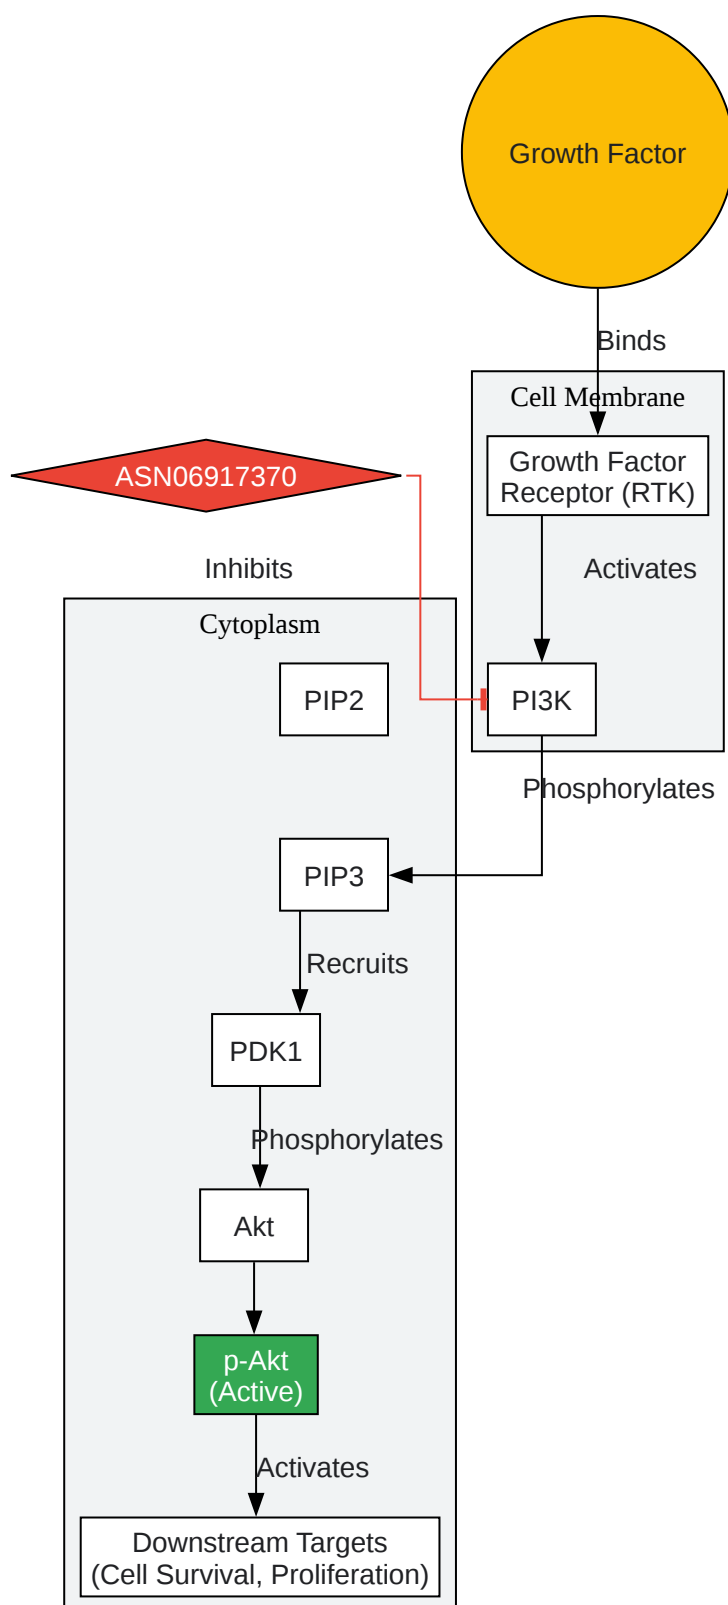 Growth Factor
Binds
Cell Membrane
Growth Factor
Receptor (RTK)
ASN06917370
Inhibits
Activates
Cytoplasm
PIP2
PI3K
Phosphorylates
PIP3
Recruits
PDK1
Phosphorylates
Akt
p-Akt
(Active)
Activates
Downstream Targets
(Cell Survival, Proliferation)